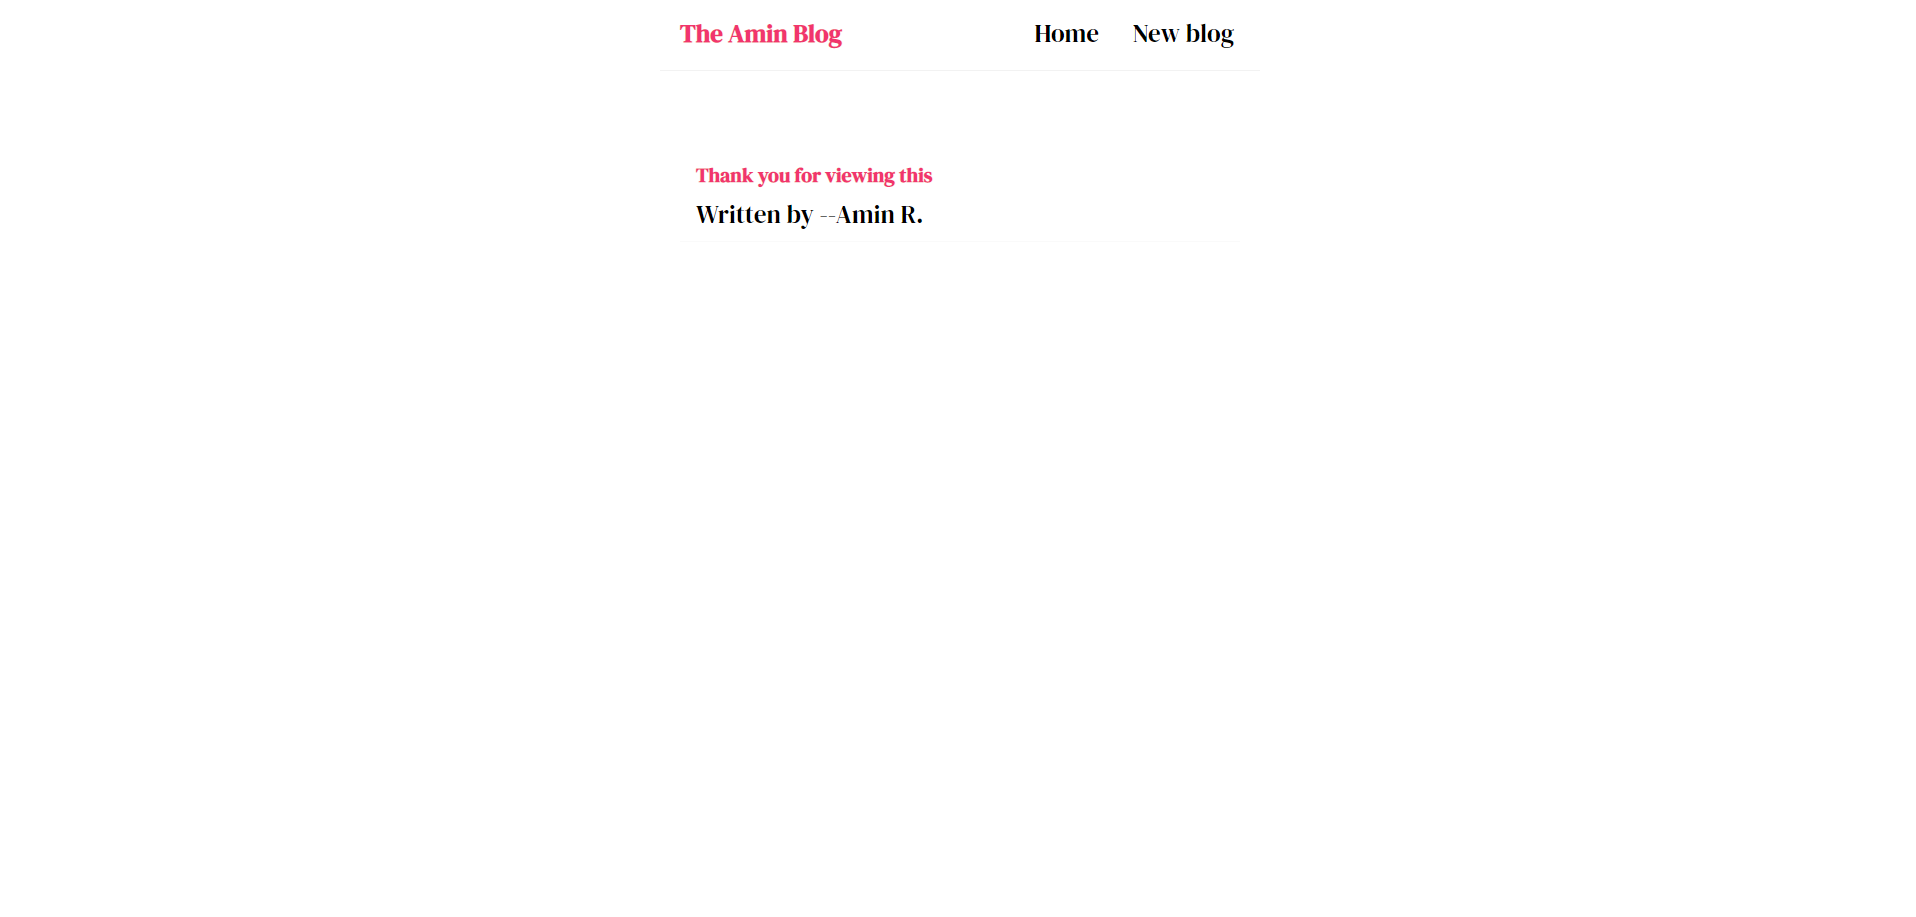 The Amin Blog Home New blog
Thank you for viewing this
Written by --Amin R.